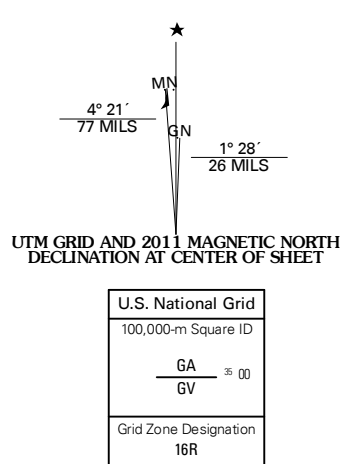 MN
4° 21´
77 MILS
GN
1° 28´
26 MILS
UTM GRID AND 2011 MAGNETIC NORTH
DECLINATION AT CENTER OF SHEET
U.S. National Grid
100,000-m Square ID
GA
35 00
GV
Grid Zone Designation
16R